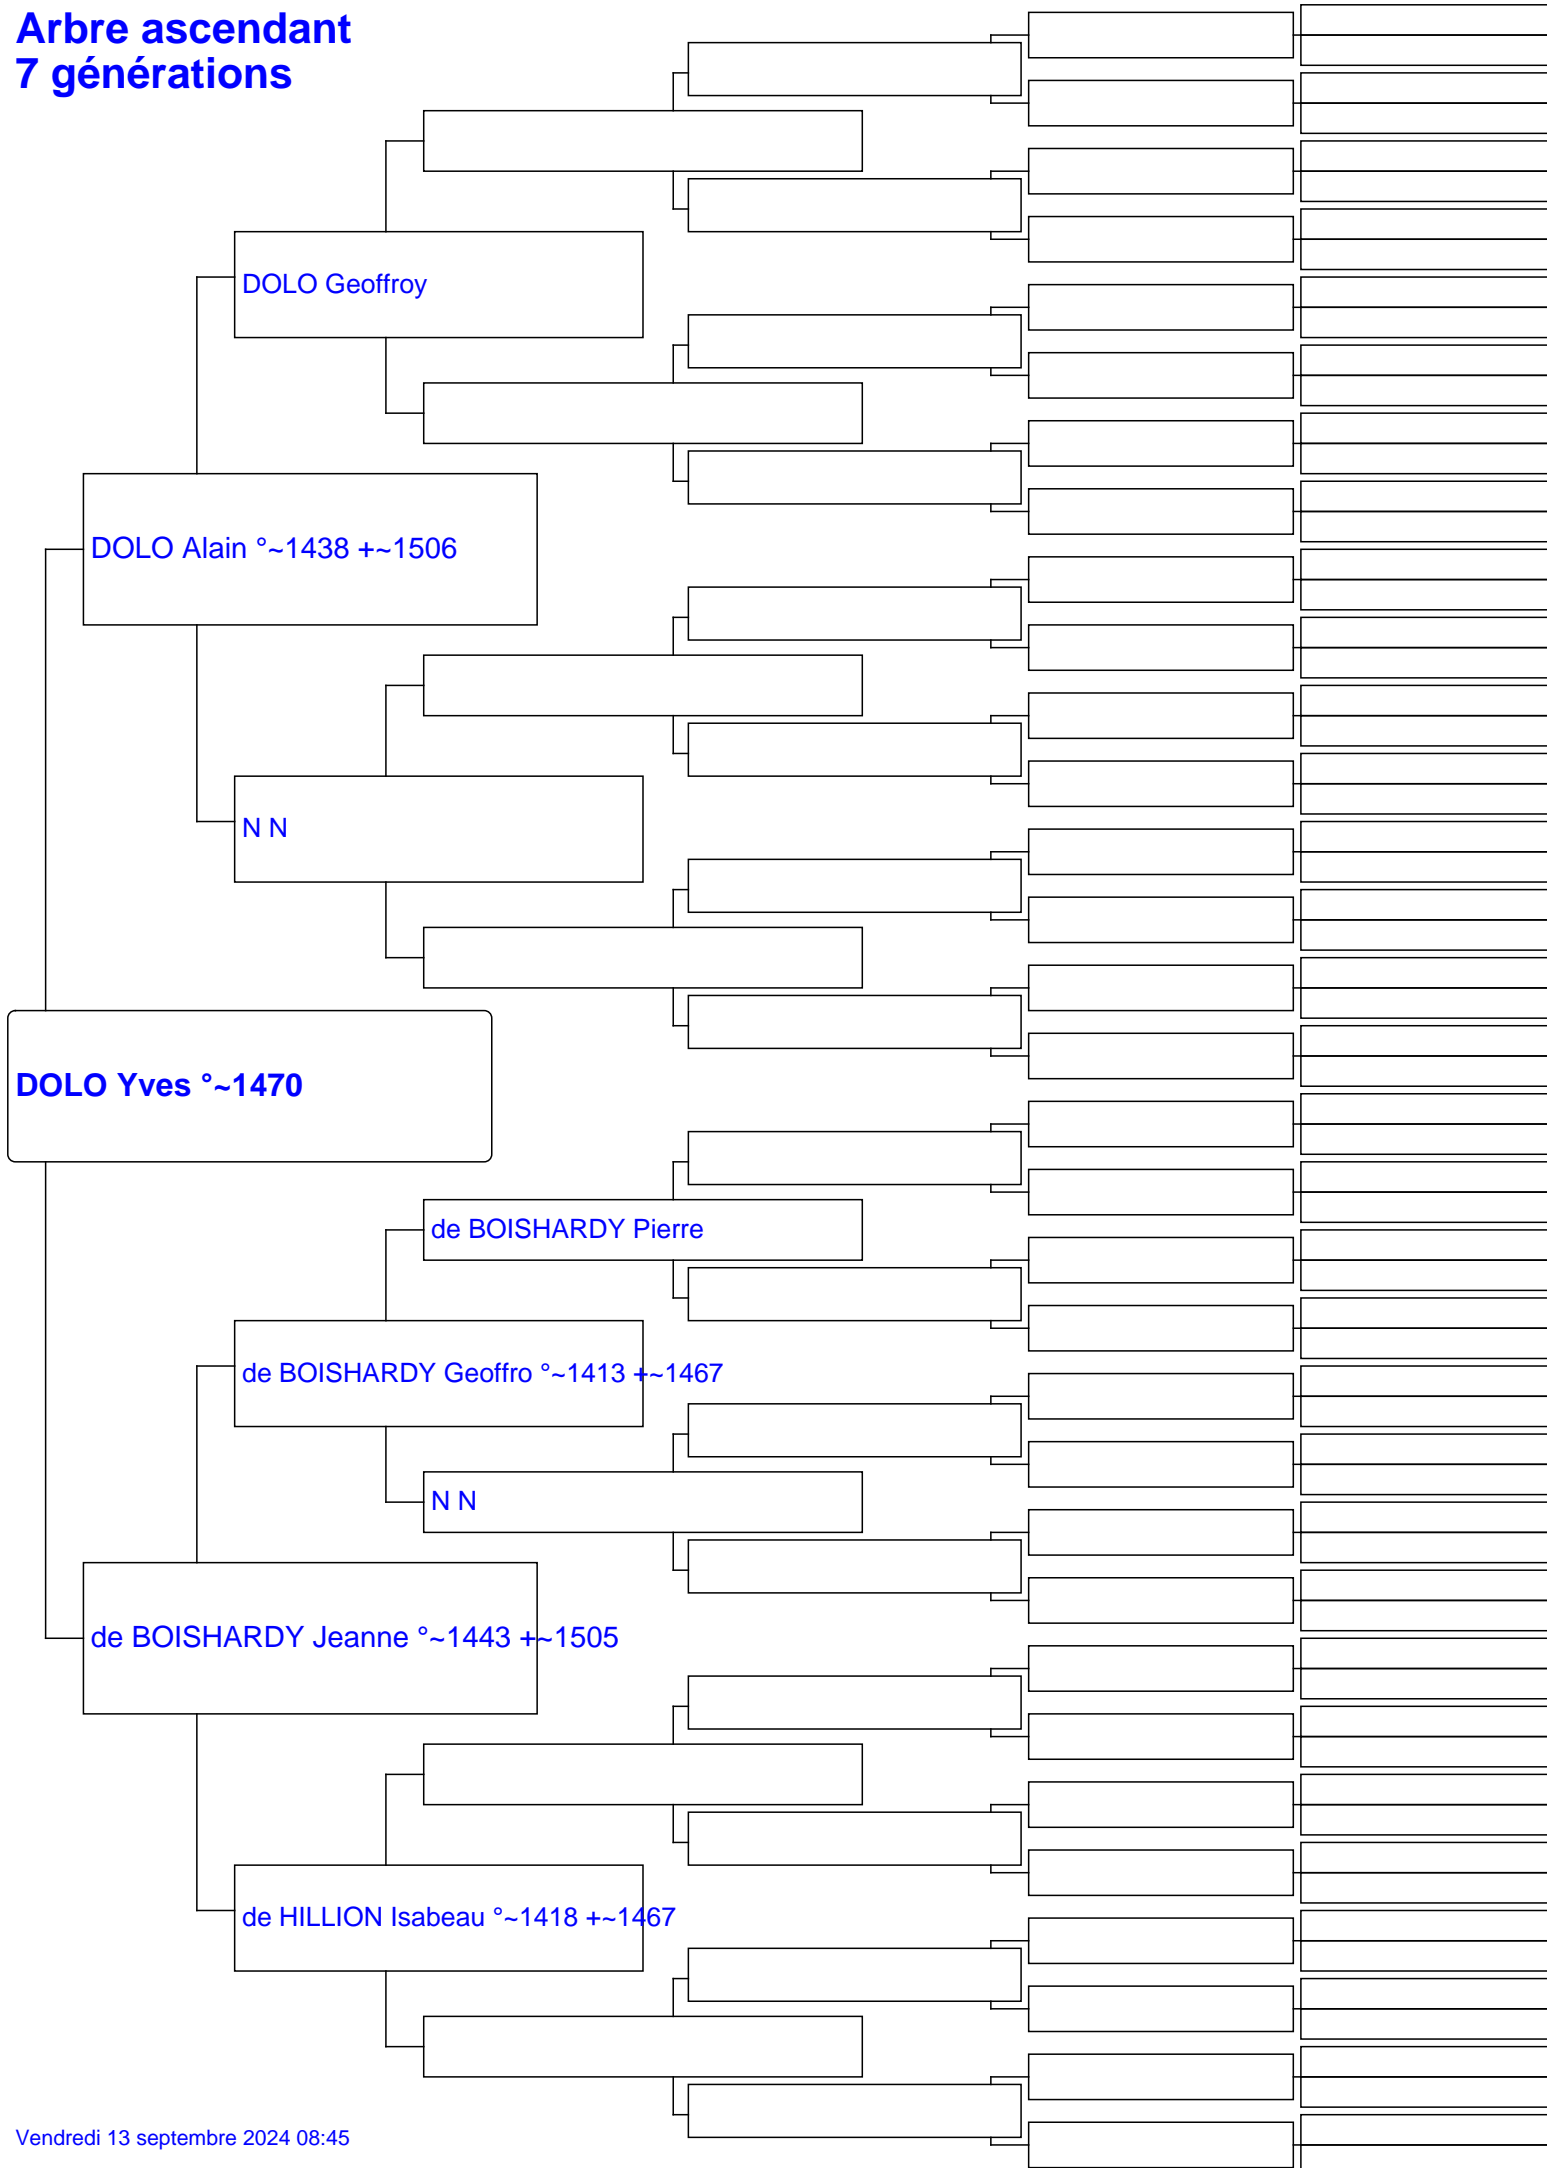 Arbre ascendant
7 générations
DOLO Geoffroy
DOLO Alain °~1438 +~1506
N N
DOLO Yves °~1470
de BOISHARDY Pierre
de BOISHARDY Geoffro °~1413 +~1467
N N
de BOISHARDY Jeanne °~1443 +~1505
de HILLION Isabeau °~1418 +~1467
Vendredi 13 septembre 2024 08:45